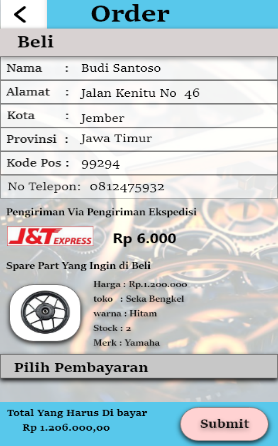 Order
Beli
Nama : Budi Santoso
Alamat : Jalan Kenitu No 46
Kota : Jember
Provinsi : Jawa Timur
Kode Pos : 99294
No Telepon: 0812475932
Pengiriman Via Pengiriman Ekspedisi
J&T EXPRESS Rp 6.000
Spare Part Yang Ingin di Beli
Harga : Rp.1.200.000
toko : Seka Bengkel
warna : Hitam
Stock : 2
Merk : Yamaha
Pilih Pembayaran
Total Yang Harus Di bayar
Rp 1.206.000,00
Submit